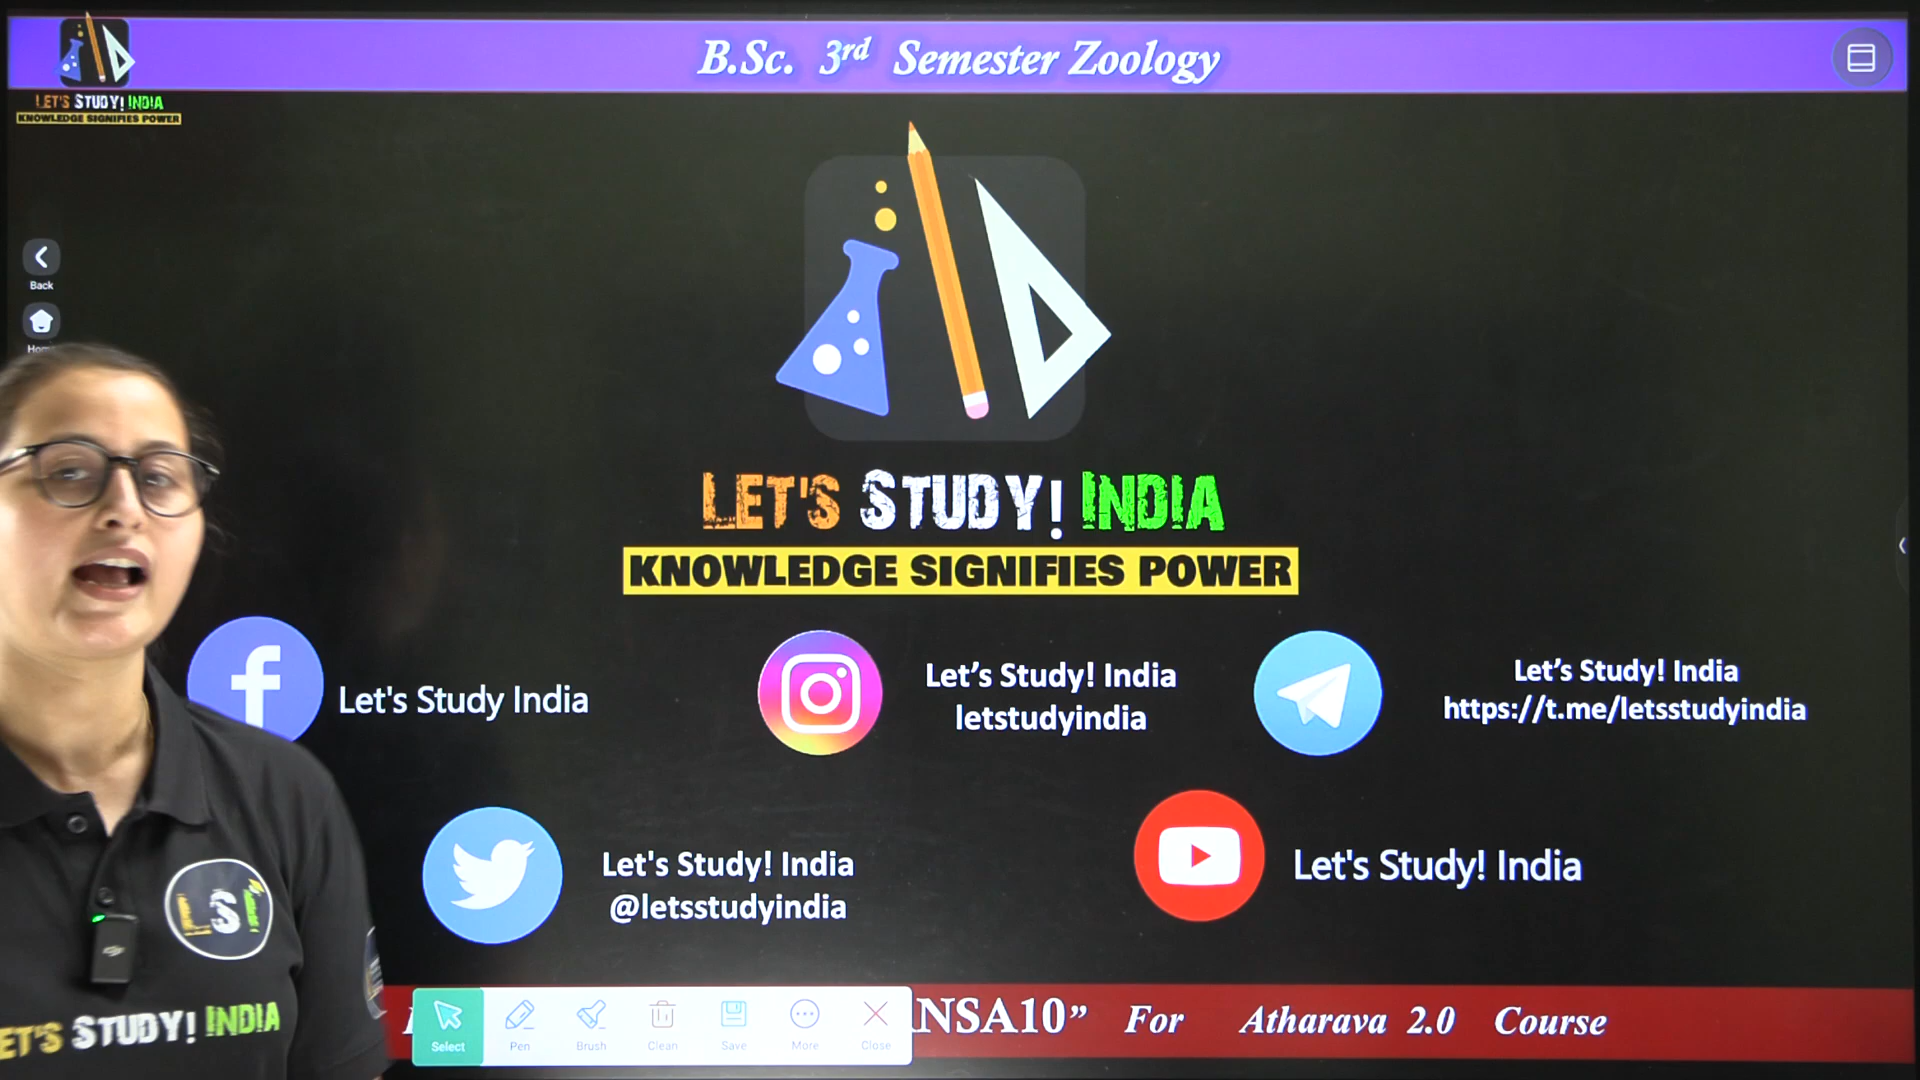 B.Sc. 3rd Semester Zoology
LET'S STUDY! INDIA
KNOWLEDGE SIGNIFIES POWER
Back
LET'S STUDY! INDIA
KNOWLEDGE SIGNIFIES POWER
Let's Study India
Let’s Study! India
letstudyindia
Let’s Study! India
https://t.me/letsstudyindia
Let's Study! India
@letsstudyindia
Let's Study! India
LSI
STUDY! INDIA
NSA10” For Atharava 2.0 Course
Select Pen Brush Clean Save More Close